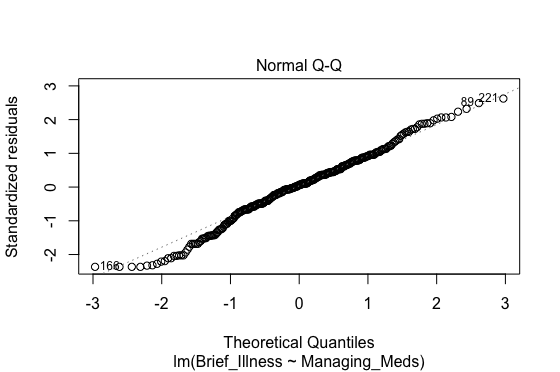 Normal Q-Q
Standardized residuals
3
2
1
0
-1
-2
166
89
221
-3 -2 -1 0 1 2 3
Theoretical Quantiles
lm(Brief_Illness ~ Managing_Meds)